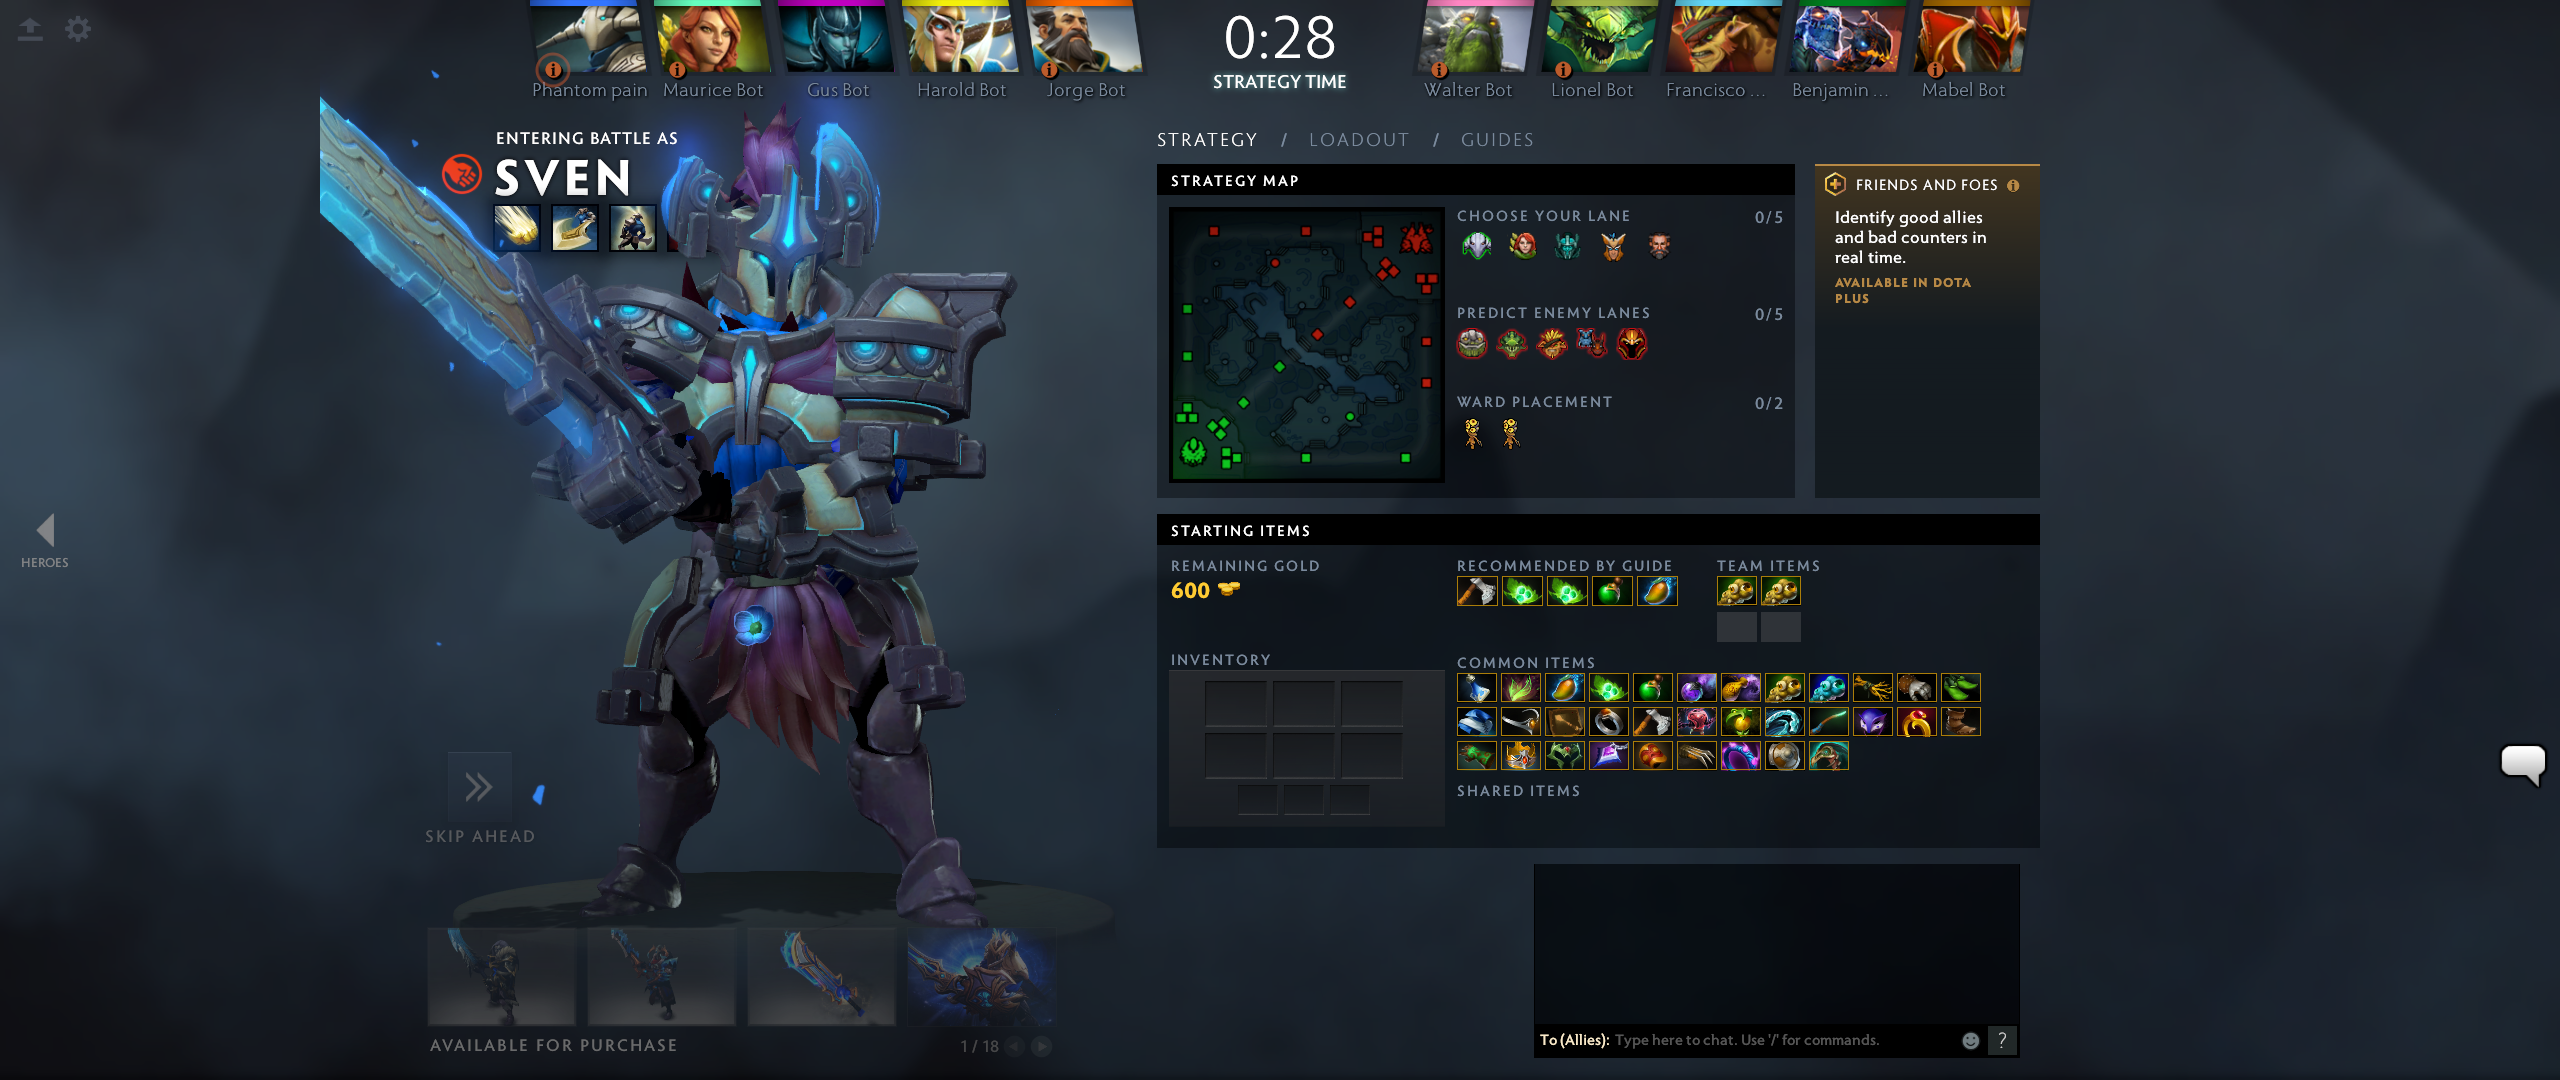 0:28
STRATEGY TIME
Phantom pain
Maurice Bot
Gus Bot
Harold Bot
Jorge Bot
Walter Bot
Lionel Bot
Francisco ...
Benjamin ...
Mabel Bot
ENTERING BATTLE AS
SVEN
HEROES
SKIP AHEAD
AVAILABLE FOR PURCHASE
1 / 18
STRATEGY / LOADOUT / GUIDES
STRATEGY MAP
CHOOSE YOUR LANE 0/5
PREDICT ENEMY LANES 0/5
WARD PLACEMENT 0/2
FRIENDS AND FOES
Identify good allies
and bad counters in
real time.
AVAILABLE IN DOTA
PLUS
STARTING ITEMS
REMAINING GOLD
600
RECOMMENDED BY GUIDE
TEAM ITEMS
INVENTORY
COMMON ITEMS
SHARED ITEMS
To (Allies): Type here to chat. Use '/' for commands.
?